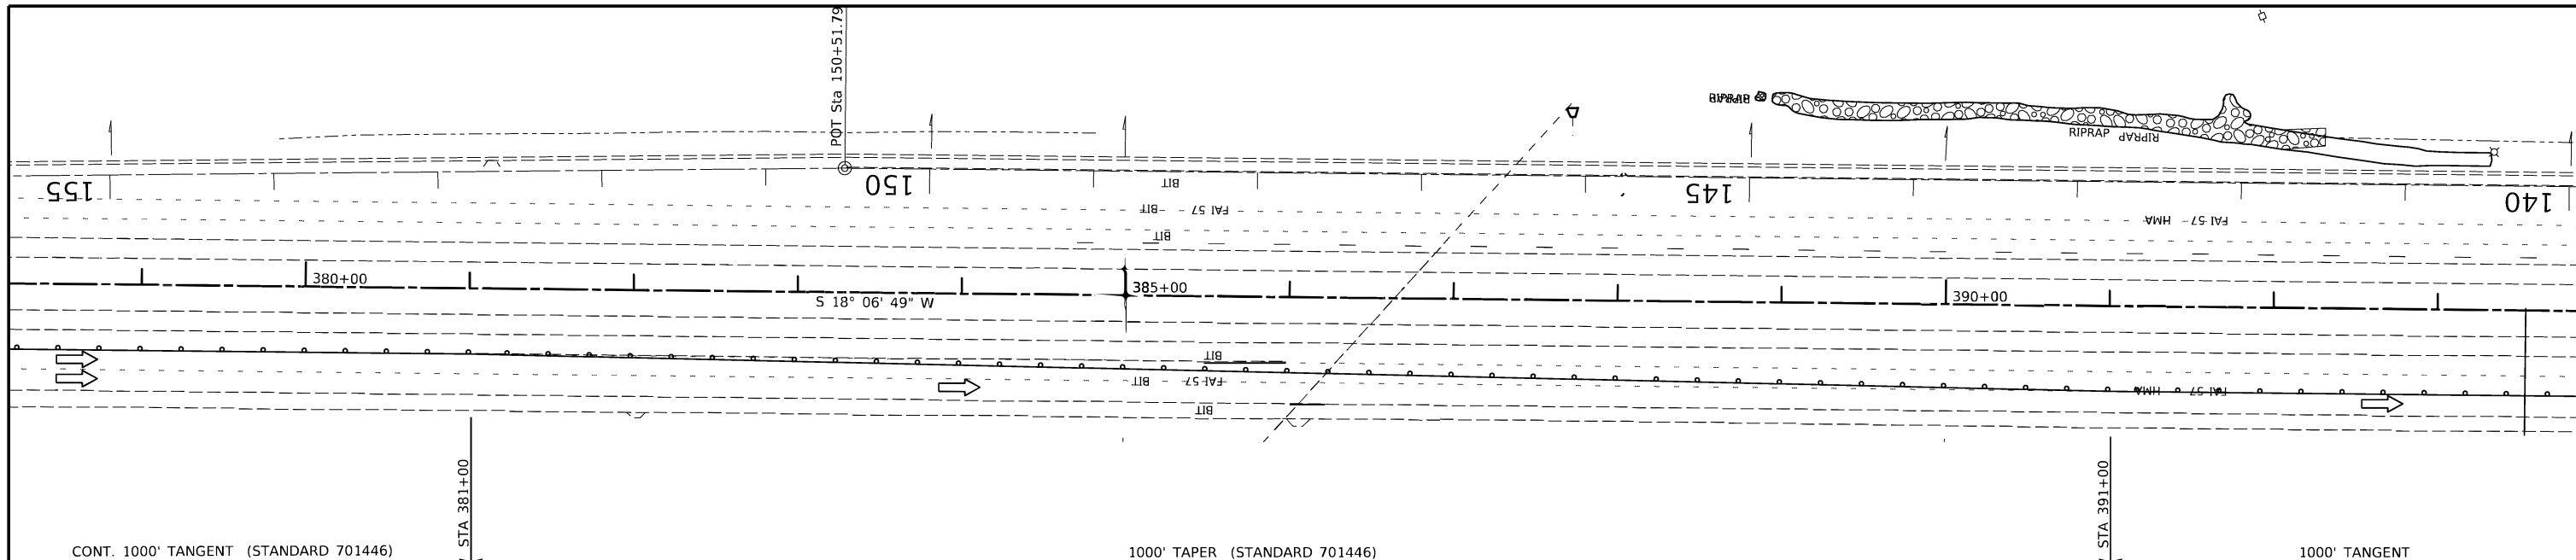 POT Sta 150+51.79
RIPRAP
RIPRAP
RIPRAP
RIPRAP
155
150
145
140
BIT
FAI 57
BIT
FAI 57
HMA
BIT
380+00
385+00
390+00
S 18° 06' 49" W
BIT
FAI 57
BIT
FAI 57
HMA
BIT
STA 381+00
STA 391+00
CONT. 1000' TANGENT (STANDARD 701446)
1000' TAPER (STANDARD 701446)
1000' TANGENT